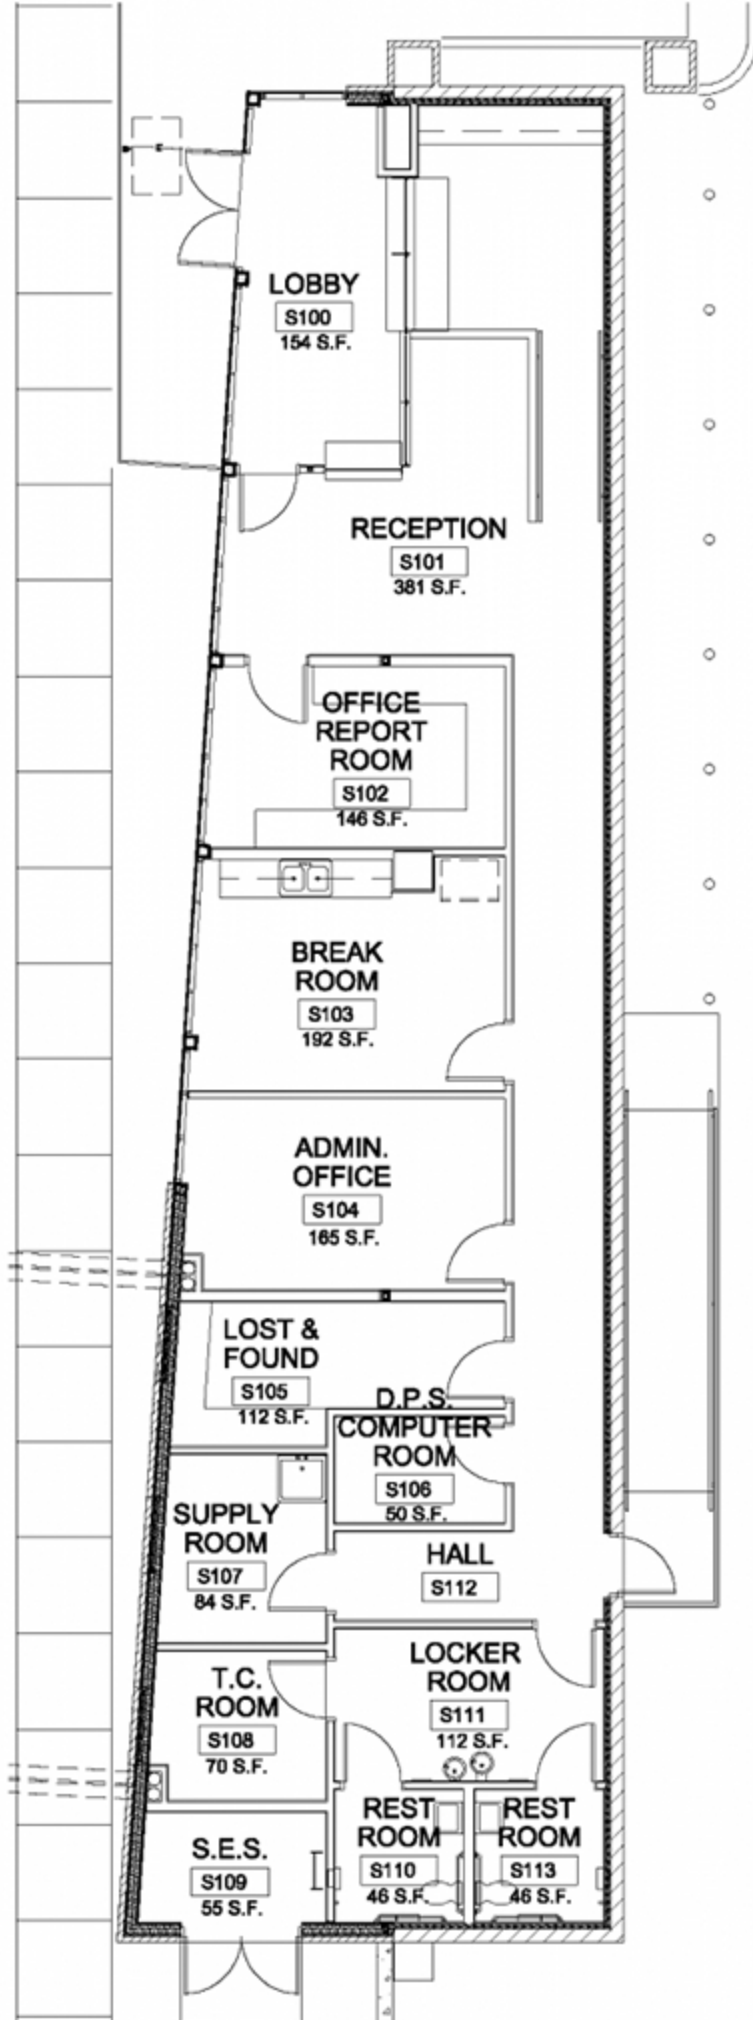 LOBBY
S100
154 S.F.
RECEPTION
S101
381 S.F.
OFFICE
REPORT
ROOM
S102
146 S.F.
BREAK
ROOM
S103
192 S.F.
ADMIN.
OFFICE
S104
165 S.F.
LOST &
FOUND
S105
112 S.F.
D.P.S.
COMPUTER
ROOM
S106
50 S.F.
SUPPLY
ROOM
S107
84 S.F.
HALL
S112
T.C.
ROOM
S108
70 S.F.
LOCKER
ROOM
S111
112 S.F.
S.E.S.
S109
55 S.F.
REST
ROOM
S110
46 S.F.
REST
ROOM
S113
46 S.F.